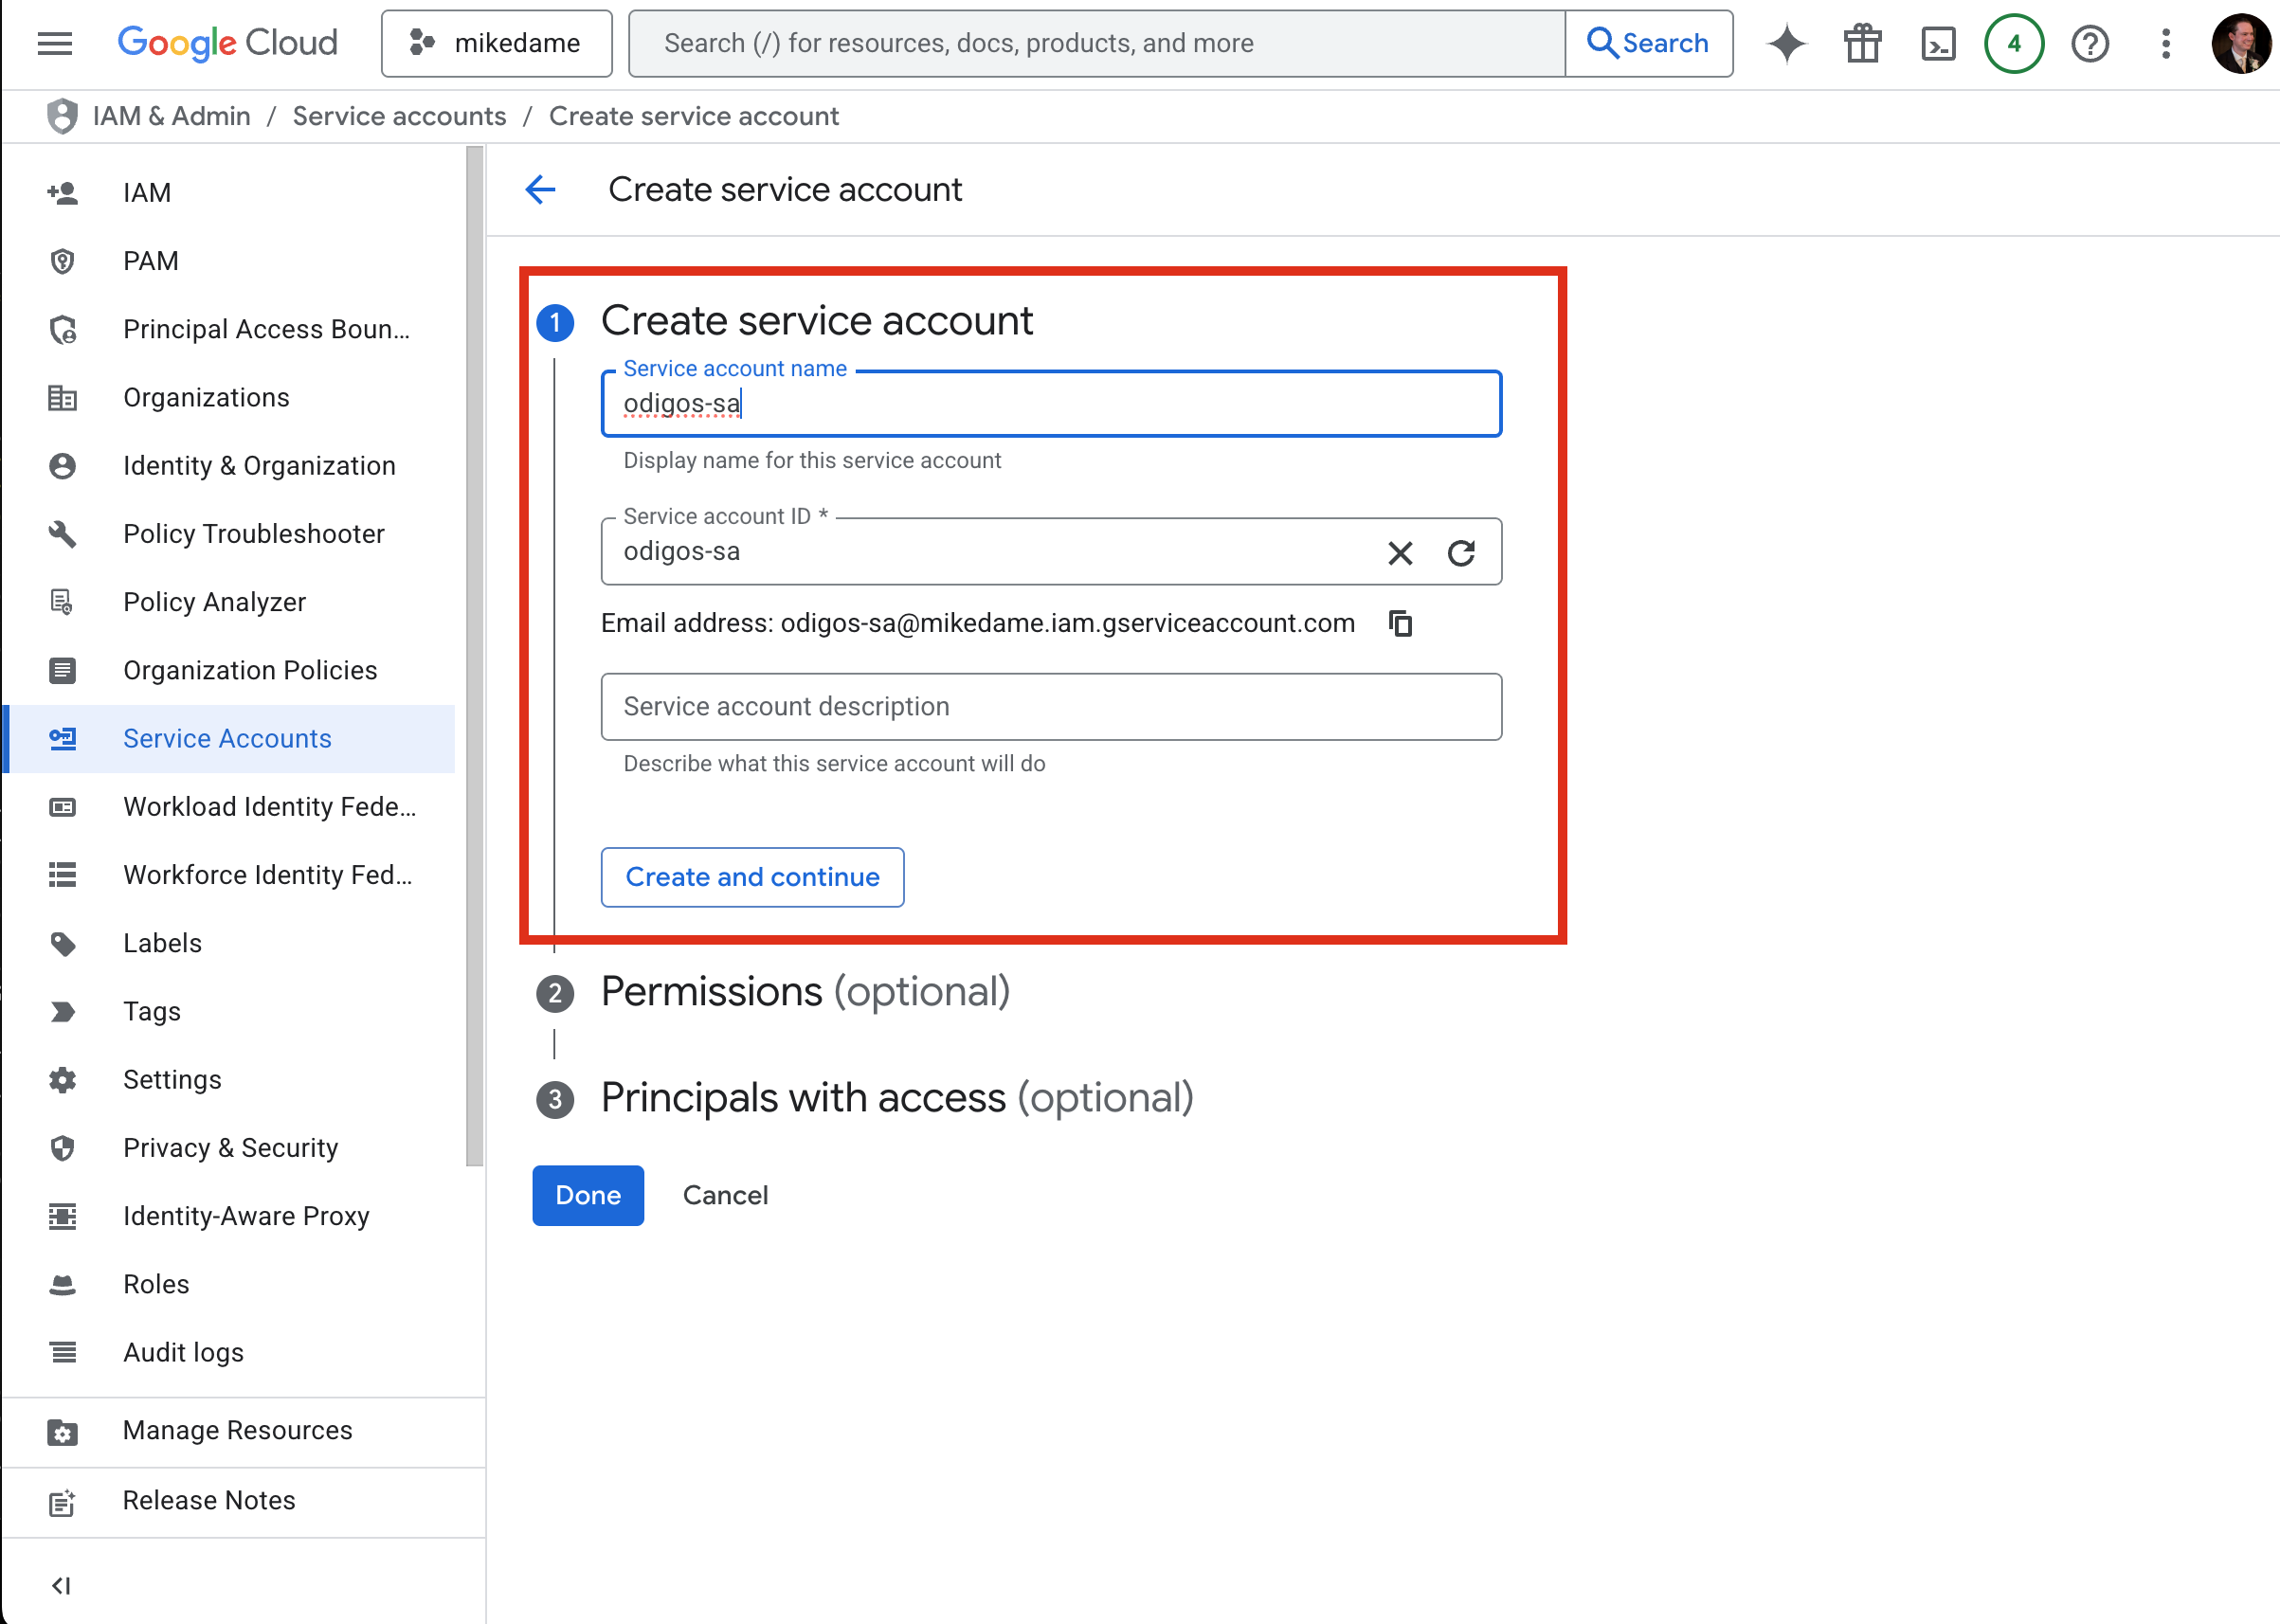 Google Cloud
mikedame
Search (/) for resources, docs, products, and more
Search
4
IAM & Admin / Service accounts / Create service account
IAM
PAM
Principal Access Boun...
Organizations
Identity & Organization
Policy Troubleshooter
Policy Analyzer
Organization Policies
Service Accounts
Workload Identity Fede...
Workforce Identity Fed...
Labels
Tags
Settings
Privacy & Security
Identity-Aware Proxy
Roles
Audit logs
Manage Resources
Release Notes
Create service account
1 Create service account
Service account name
odigos-sa
Display name for this service account
Service account ID *
odigos-sa
Email address: odigos-sa@mikedame.iam.gserviceaccount.com
Service account description
Describe what this service account will do
Create and continue
2 Permissions (optional)
3 Principals with access (optional)
Done Cancel